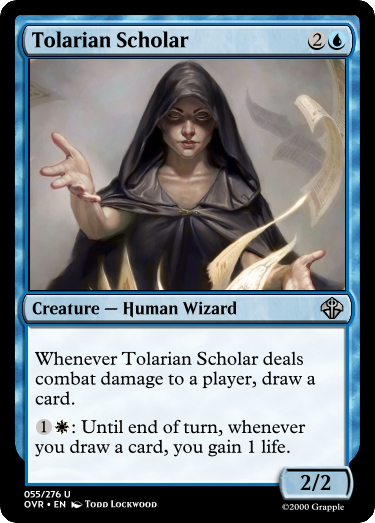 Tolarian Scholar 2
Creature — Human Wizard
Whenever Tolarian Scholar deals
combat damage to a player, draw a
card.
1: Until end of turn, whenever
you draw a card, you gain 1 life.
2/2
055/276 U
OVR • EN Todd Lockwood
©2000 Grapple